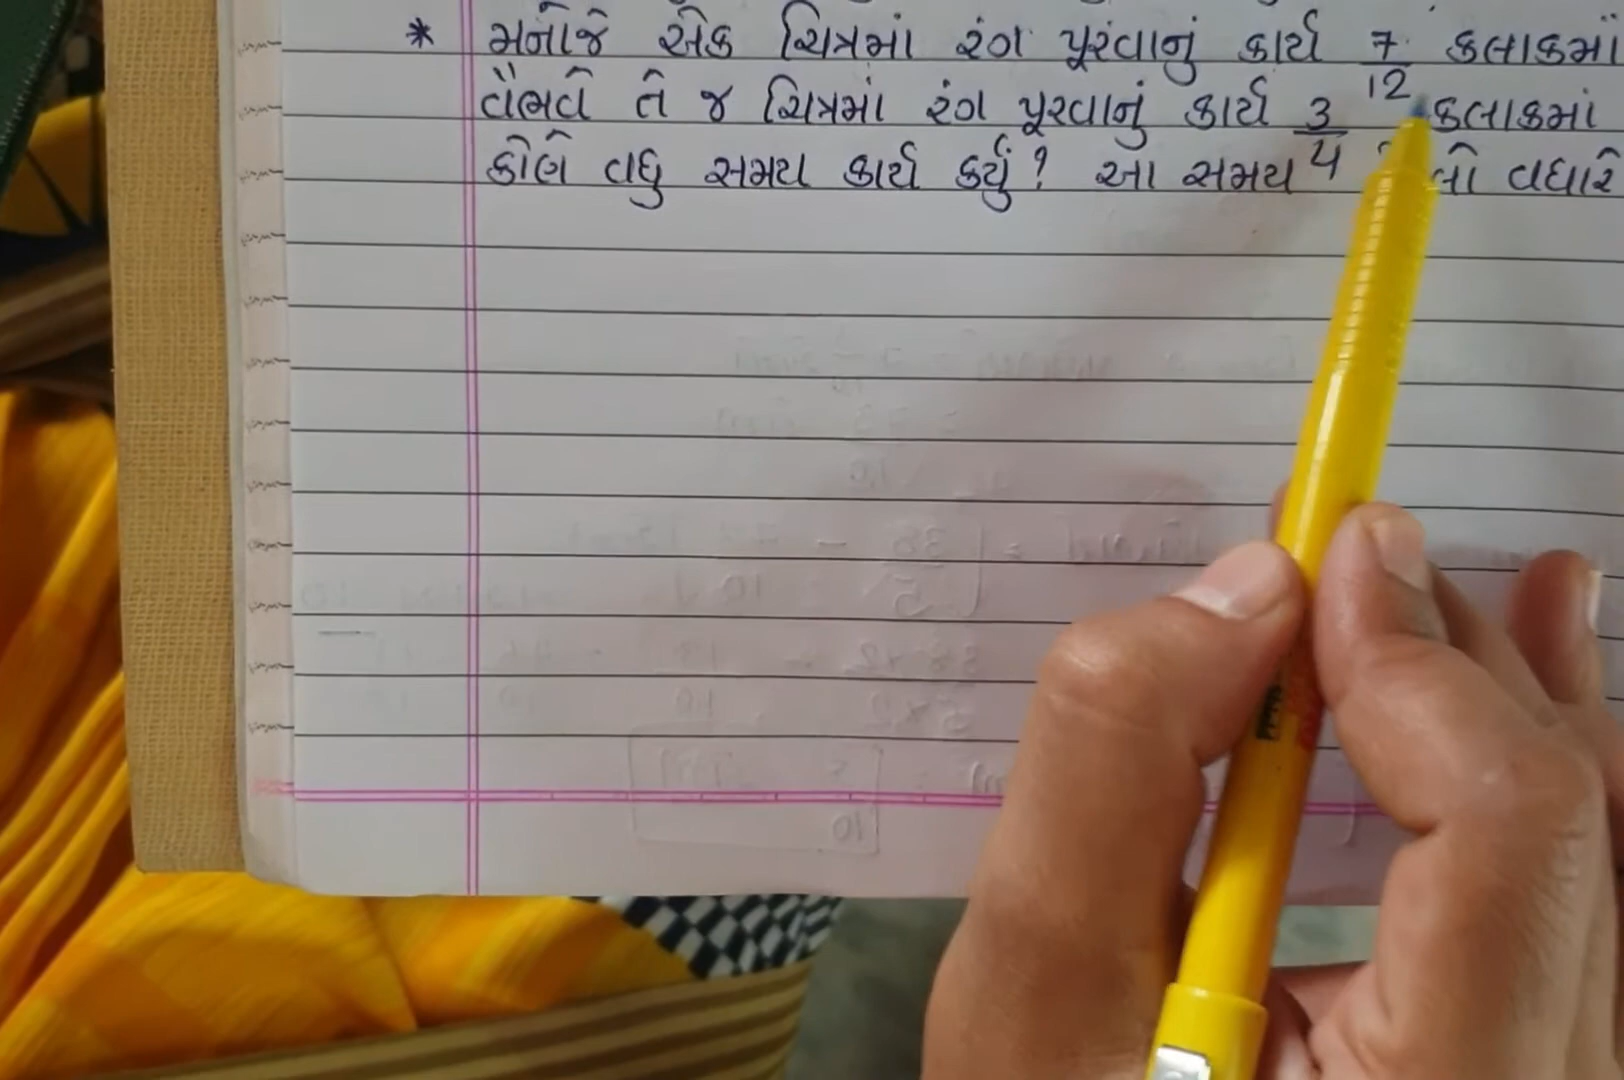 * મનોજે એક ચિત્રમાં રંગ પૂરવાનું કાર્ય 7/12 કલાકમાં
વૈભવે તે જ ચિત્રમાં રંગ પૂરવાનું કાર્ય 3/4 કલાકમાં
કોણે વધુ સમય કાર્ય કર્યું? આ સમય વધારે